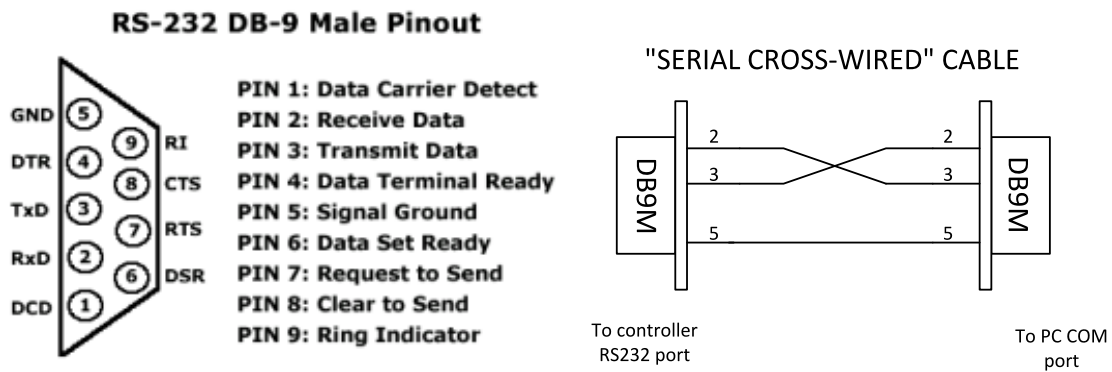 RS-232 DB-9 Male Pinout
GND
5
9
RI
DTR
4
8
CTS
TxD
3
7
RTS
RxD
2
6
DSR
DCD
1
PIN 1: Data Carrier Detect
PIN 2: Receive Data
PIN 3: Transmit Data
PIN 4: Data Terminal Ready
PIN 5: Signal Ground
PIN 6: Data Set Ready
PIN 7: Request to Send
PIN 8: Clear to Send
PIN 9: Ring Indicator
"SERIAL CROSS-WIRED" CABLE
DB9M
2
3
5
2
3
5
DB9M
To controller
RS232 port
To PC COM
port